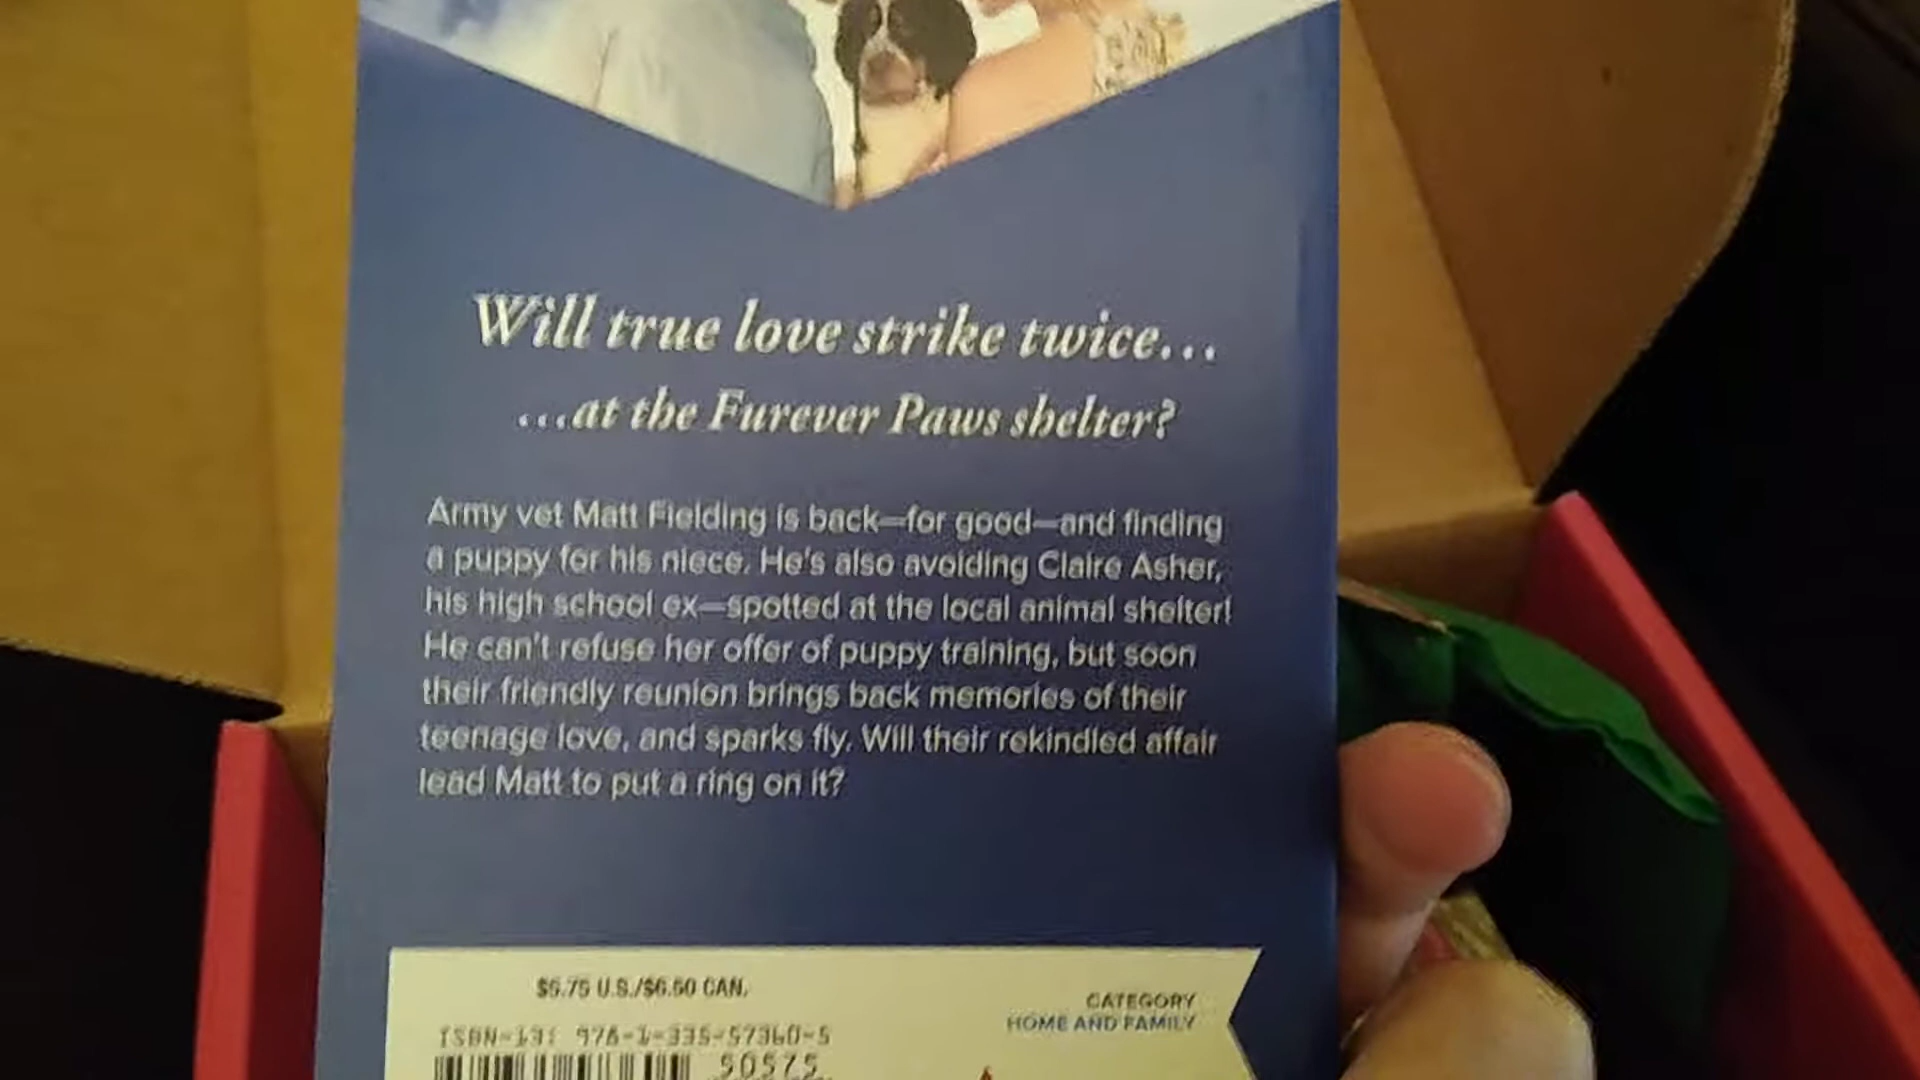 Will true love strike twice...
...at the Furever Paws shelter?
Army vet Matt Fielding is back—for good—and finding
a puppy for his niece. He's also avoiding Claire Asher,
his high school ex—spotted at the local animal shelter!
He can't refuse her offer of puppy training, but soon
their friendly reunion brings back memories of their
teenage love, and sparks fly. Will their rekindled affair
lead Matt to put a ring on it?
$5.75 U.S./$6.50 CAN.
CATEGORY
HOME AND FAMILY
ISBN-13: 978-1-335-57360-5
50575